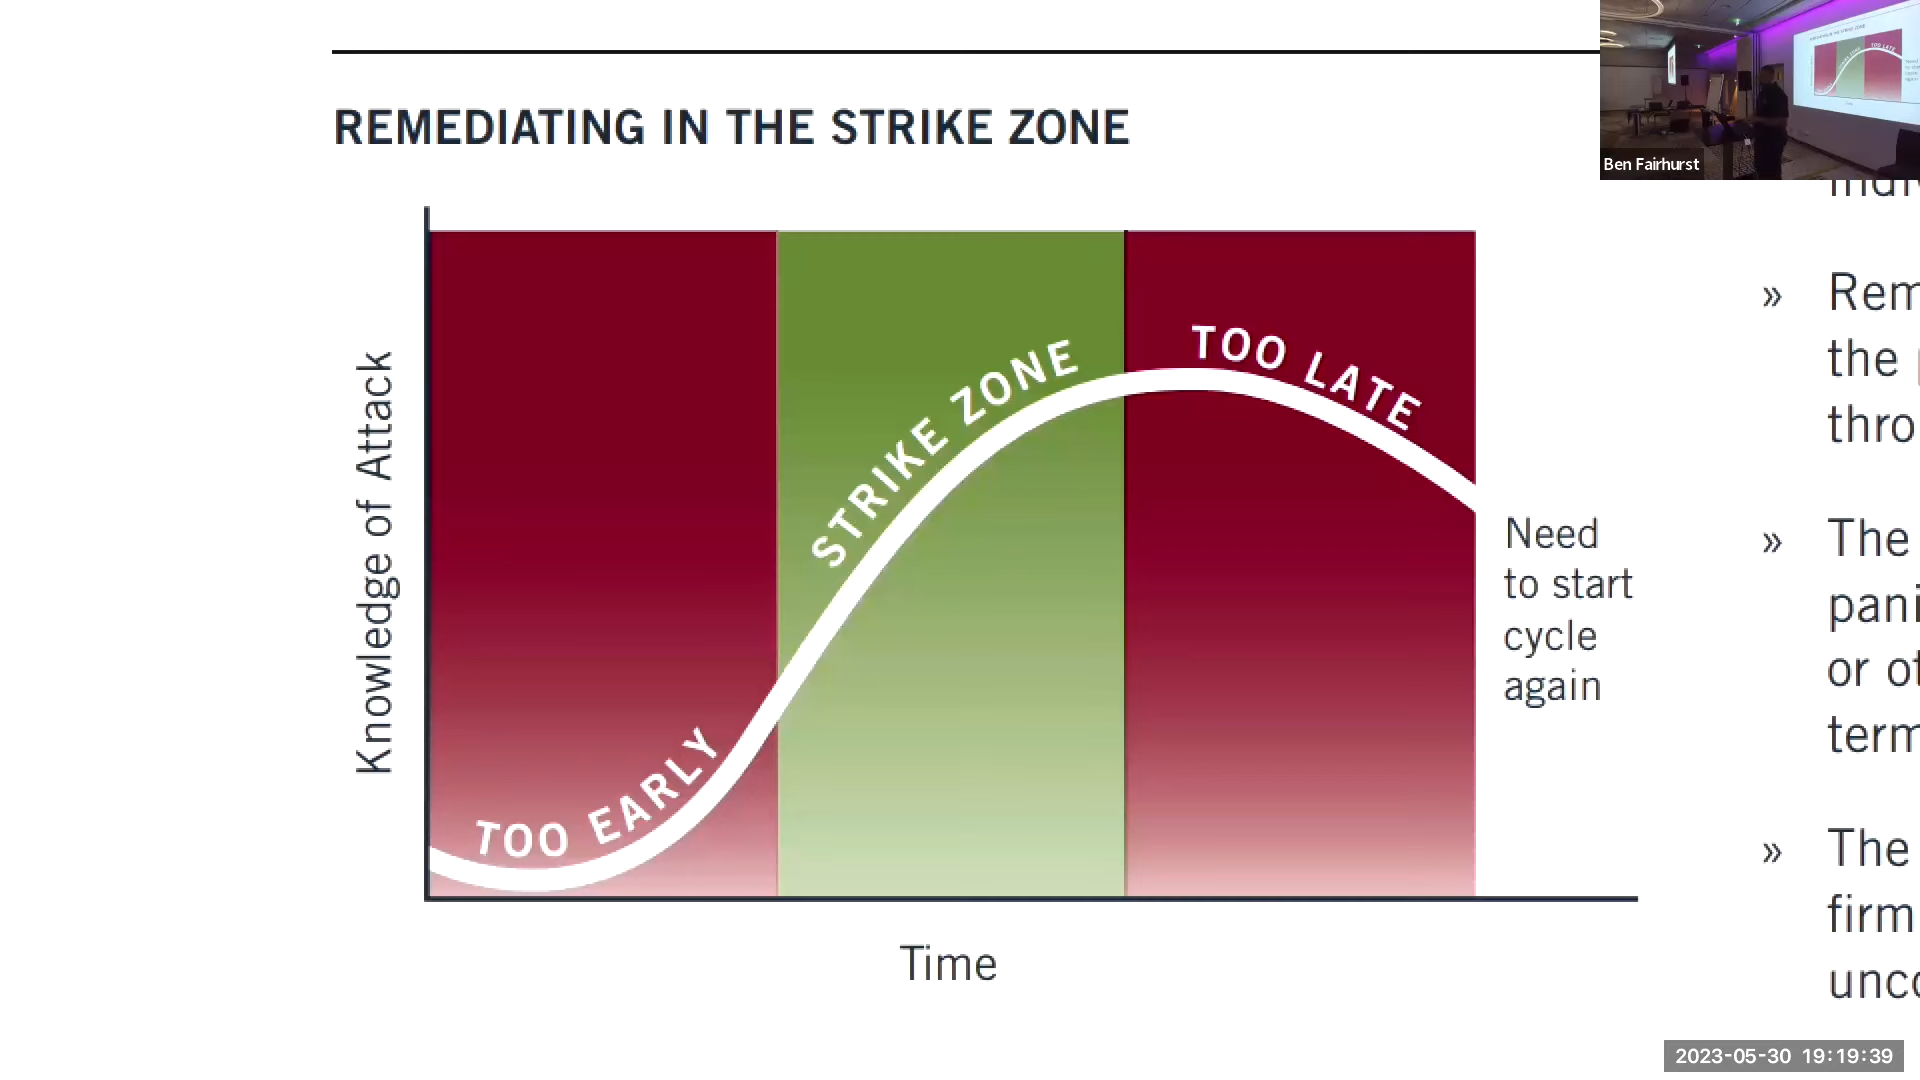 REMEDIATING IN THE STRIKE ZONE
Ben Fairhurst
Knowledge of Attack
TOO EARLY
STRIKE ZONE
TOO LATE
Need
to start
cycle
again
Time
» Rem
the
thro
» The
pani
or of
term
» The
firm
unco
2023-05-30 19:19:39